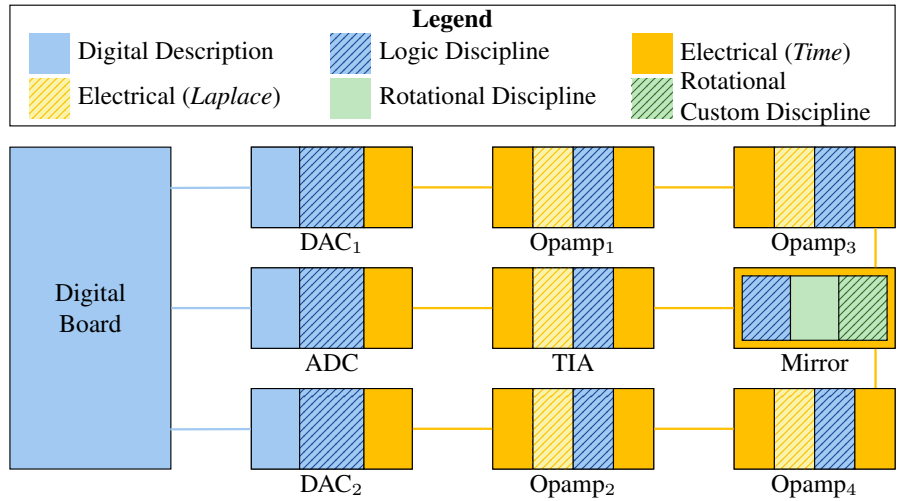 Legend
Digital Description
Logic Discipline
Electrical (Time)
Electrical (Laplace)
Rotational Discipline
Rotational
Custom Discipline
Digital
Board
DAC₁
Opamp₁
Opamp₃
ADC
TIA
Mirror
DAC₂
Opamp₂
Opamp₄